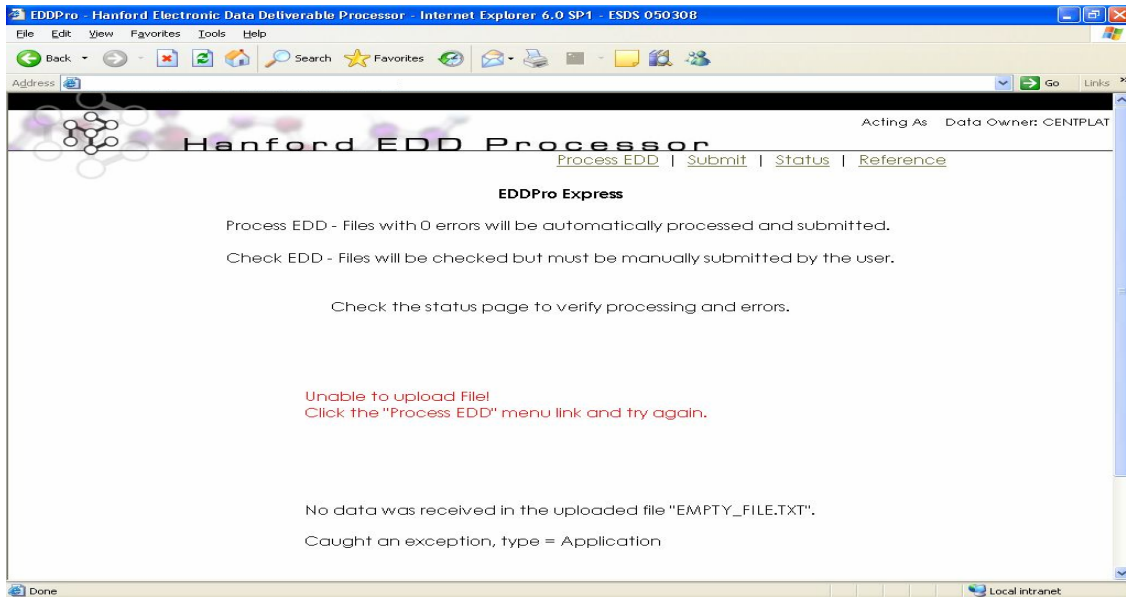 EDDPro - Hanford Electronic Data Deliverable Processor - Internet Explorer 6.0 SP1 - ESDS 050308
File Edit View Favorites Tools Help
Back Search Favorites
Address Go Links »
Acting As Data Owner: CENTPLAT
Hanford EDD Processor
Process EDD | Submit | Status | Reference
EDDPro Express
Process EDD - Files with 0 errors will be automatically processed and submitted.
Check EDD - Files will be checked but must be manually submitted by the user.
Check the status page to verify processing and errors.
Unable to upload File!
Click the "Process EDD" menu link and try again.
No data was received in the uploaded file "EMPTY_FILE.TXT".
Caught an exception, type = Application
Done Local intranet